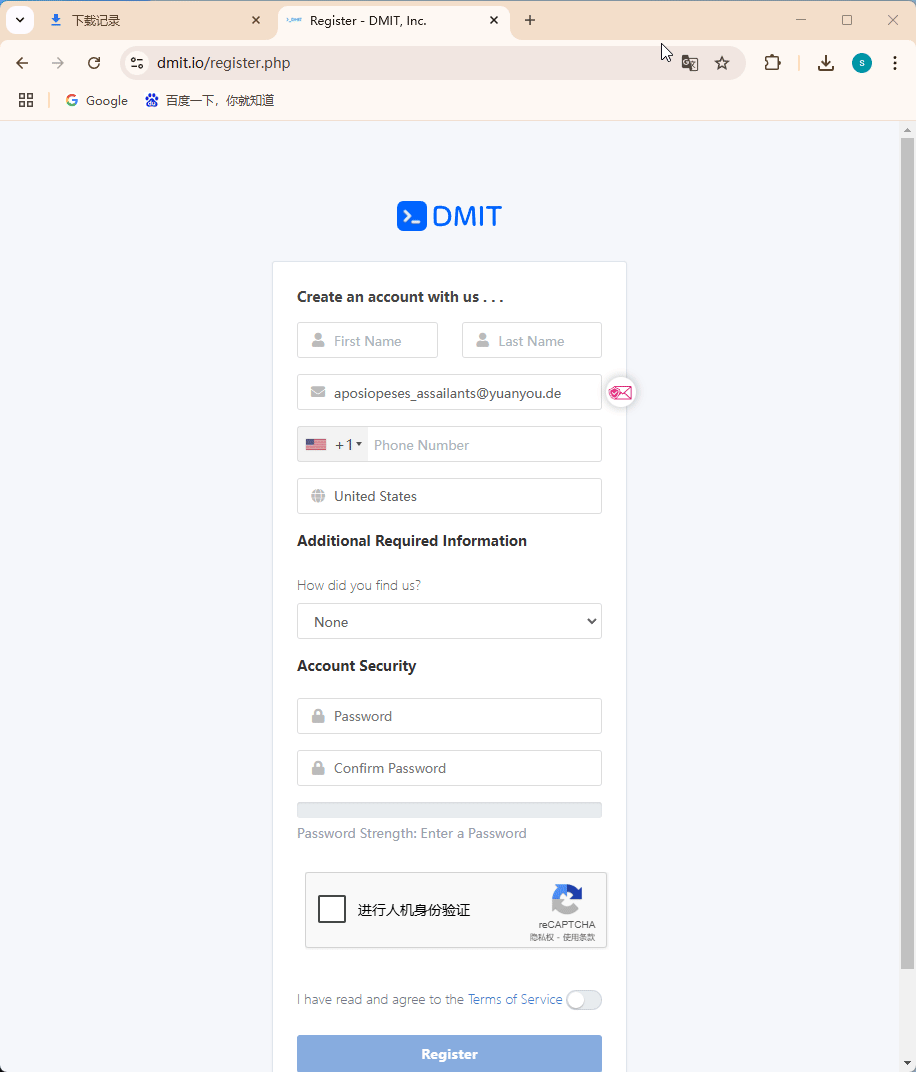 下载记录
Register - DMIT, Inc.
dmit.io/register.php
S
Google
百度一下，你就知道
DMIT
Create an account with us . . .
First Name
Last Name
aposiopeses_assailants@yuanyou.de
+1
Phone Number
United States
Additional Required Information
How did you find us?
None
Account Security
Password
Confirm Password
Password Strength: Enter a Password
进行人机身份验证
reCAPTCHA
隐私权 - 使用条款
I have read and agree to the Terms of Service
Register